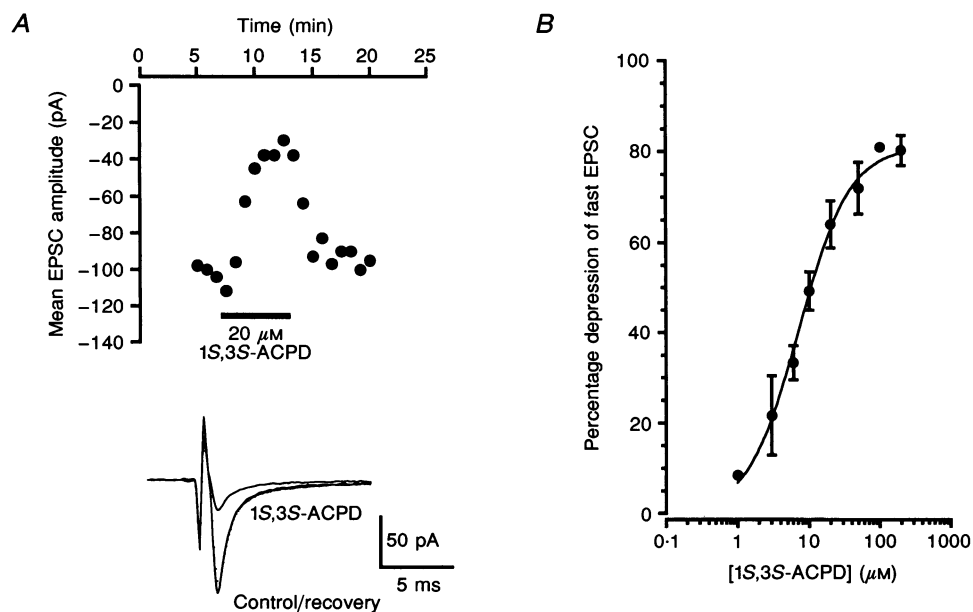 A
Time (min)
0 5 10 15 20 25
Mean EPSC amplitude (pA)
0
−20
−40
−60
−80
−100
−120
−140
20 μM
1S,3S-ACPD
1S,3S-ACPD
50 pA
5 ms
Control/recovery
B
Percentage depression of fast EPSC
100
80
60
40
20
0
0·1 1 10 100 1000
[1S,3S-ACPD] (μM)